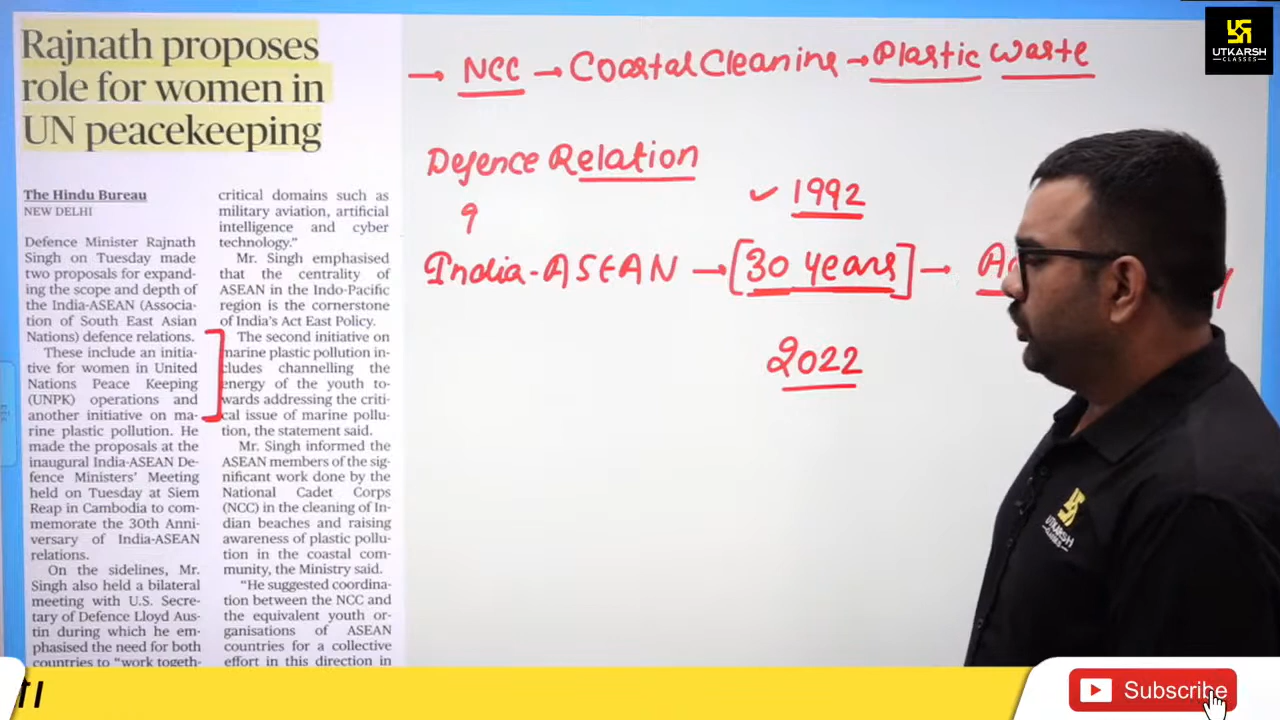 Rajnath proposes
role for women in
UN peacekeeping
The Hindu Bureau
NEW DELHI
Defence Minister Rajnath
Singh on Tuesday made
two proposals for expand-
ing the scope and depth of
the India-ASEAN (Associa-
tion of South East Asian
Nations) defence relations.
These include an initia-
tive for women in United
Nations Peace Keeping
(UNPK) operations and
another initiative on ma-
rine plastic pollution. He
made the proposals at the
inaugural India-ASEAN De-
fence Ministers' Meeting
held on Tuesday at Siem
Reap in Cambodia to com-
memorate the 30th Anni-
versary of India-ASEAN
relations.
On the sidelines, Mr.
Singh also held a bilateral
meeting with U.S. Secre-
tary of Defence Lloyd Aus-
tin during which he em-
phasised the need for both
countries to "work togeth-
critical domains such as
military aviation, artificial
intelligence and cyber
technology."
Mr. Singh emphasised
that the centrality of
ASEAN in the Indo-Pacific
region is the cornerstone
of India's Act East Policy.
The second initiative on
marine plastic pollution in-
cludes channelling the
energy of the youth to-
wards addressing the criti-
cal issue of marine pollu-
tion, the statement said.
Mr. Singh informed the
ASEAN members of the sig-
nificant work done by the
National Cadet Corps
(NCC) in the cleaning of In-
dian beaches and raising
awareness of plastic pollu-
tion in the coastal com-
munity, the Ministry said.
"He suggested coordina-
tion between the NCC and
the equivalent youth or-
ganisations of ASEAN
countries for a collective
effort in this direction in
→ NCC → Coastal Cleaning → Plastic Waste
Defence Relation
1992
India-ASEAN → [30 Years] →
2022
UTKARSH
CLASSES
UTKARSH
CLASSES
Subscribe